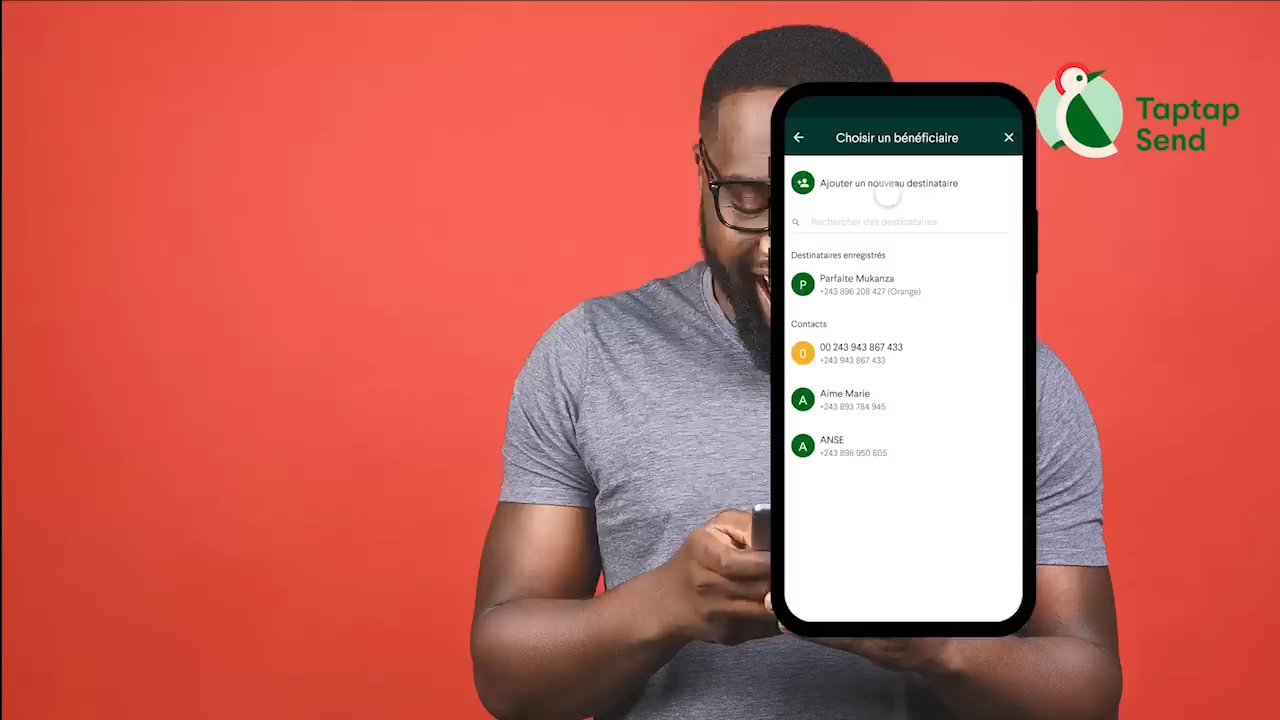 Taptap
Send
Choisir un bénéficiaire
Ajouter un nouveau destinataire
Rechercher des destinataires
Destinataires enregistrés
P
Parfaite Mukanza
+243 896 208 427 (Orange)
Contacts
0
00 243 943 867 433
+243 943 867 433
A
Aime Marie
+243 893 784 945
A
ANSE
+243 898 950 605